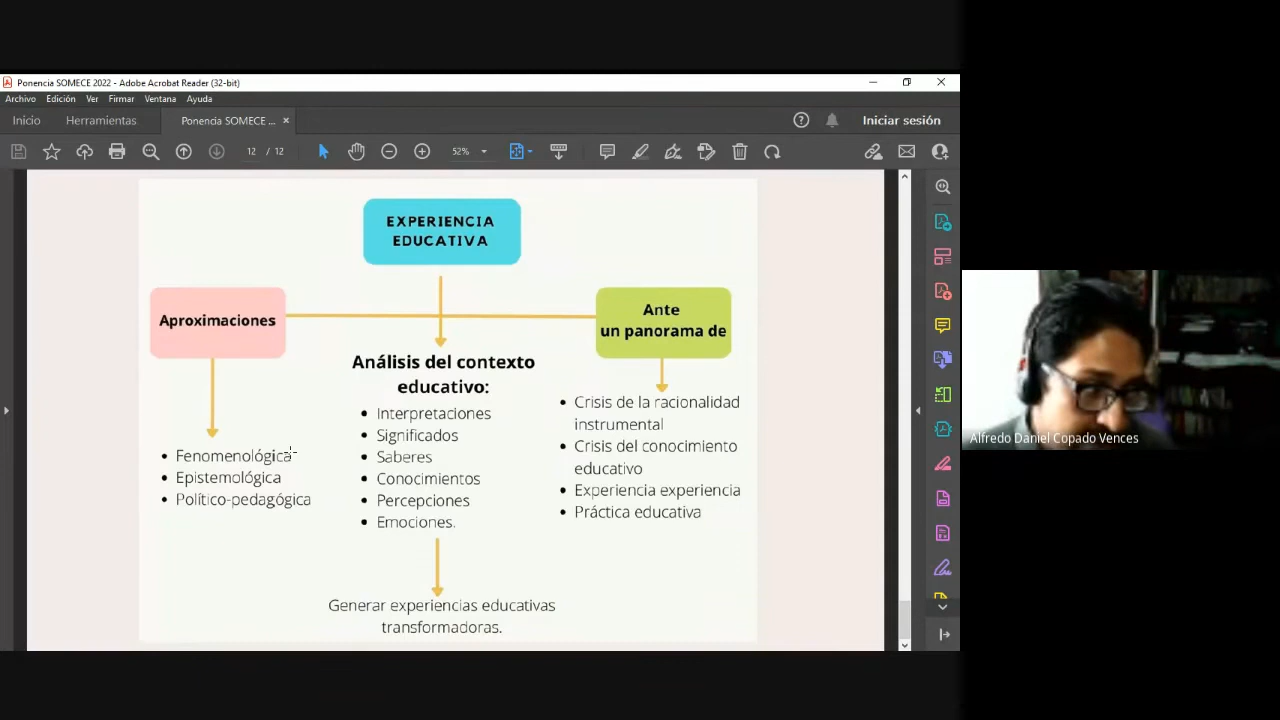 Ponencia SOMECE 2022 - Adobe Acrobat Reader (32-bit)
Archivo Edición Ver Firmar Ventana Ayuda
Inicio Herramientas Ponencia SOMECE ... × Iniciar sesión
12 / 12 52%
EXPERIENCIA
EDUCATIVA
Aproximaciones
Ante
un panorama de
Análisis del contexto
educativo:
• Fenomenológica
• Epistemológica
• Político-pedagógica
• Interpretaciones
• Significados
• Saberes
• Conocimientos
• Percepciones
• Emociones.
• Crisis de la racionalidad
instrumental
• Crisis del conocimiento
educativo
• Experiencia experiencia
• Práctica educativa
Generar experiencias educativas
transformadoras.
Alfredo Daniel Copado Vences